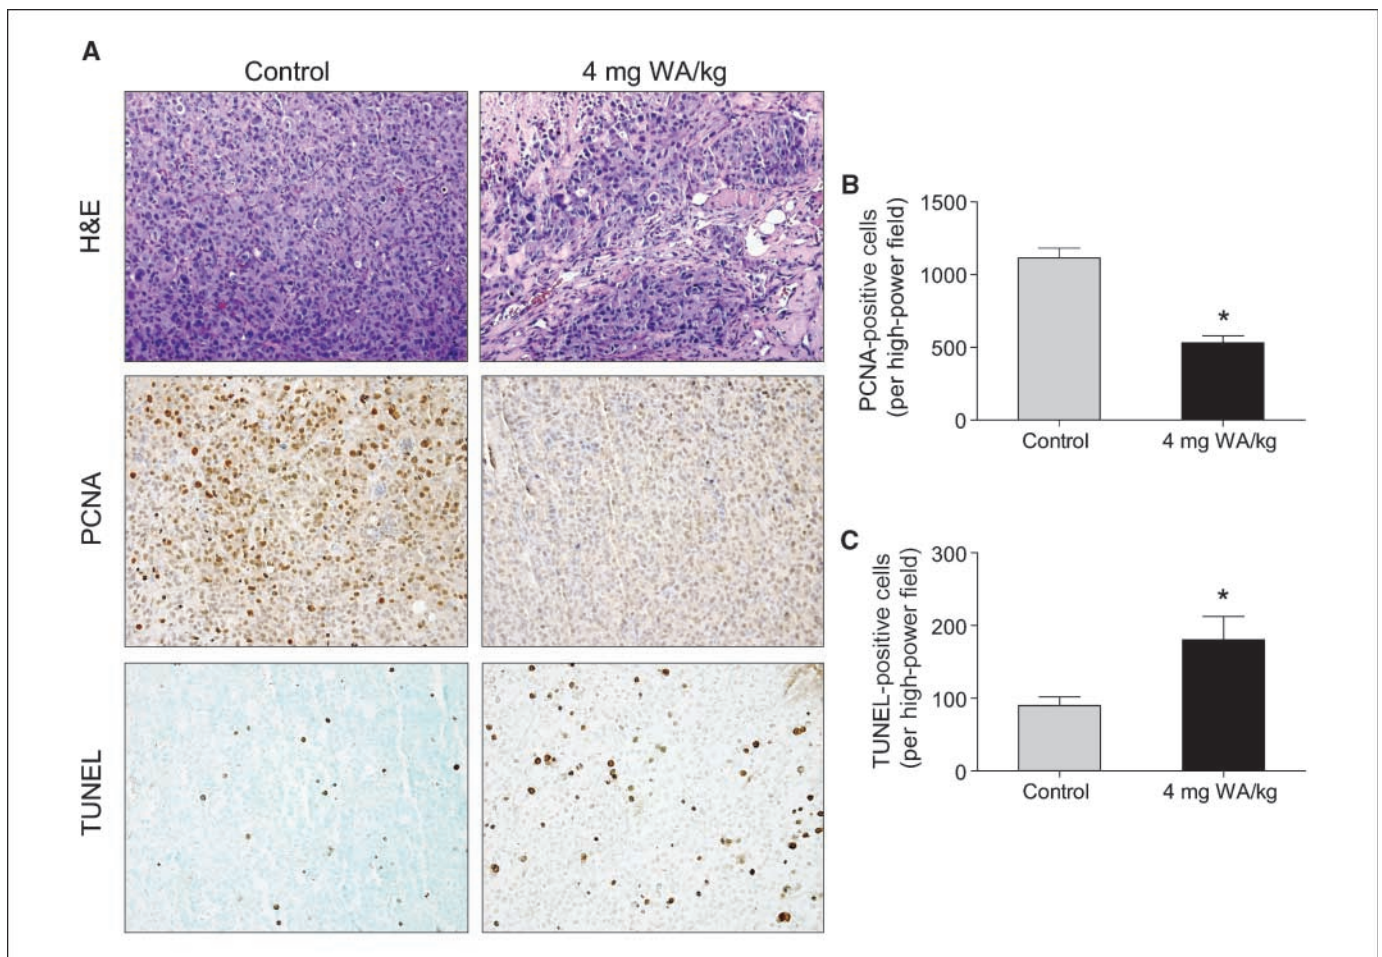 A
Control
4 mg WA/kg
H&E
PCNA
TUNEL
B
PCNA-positive cells
(per high-power field)
1500
1000
500
0
*
Control
4 mg WA/kg
C
TUNEL-positive cells
(per high-power field)
300
200
100
0
*
Control
4 mg WA/kg